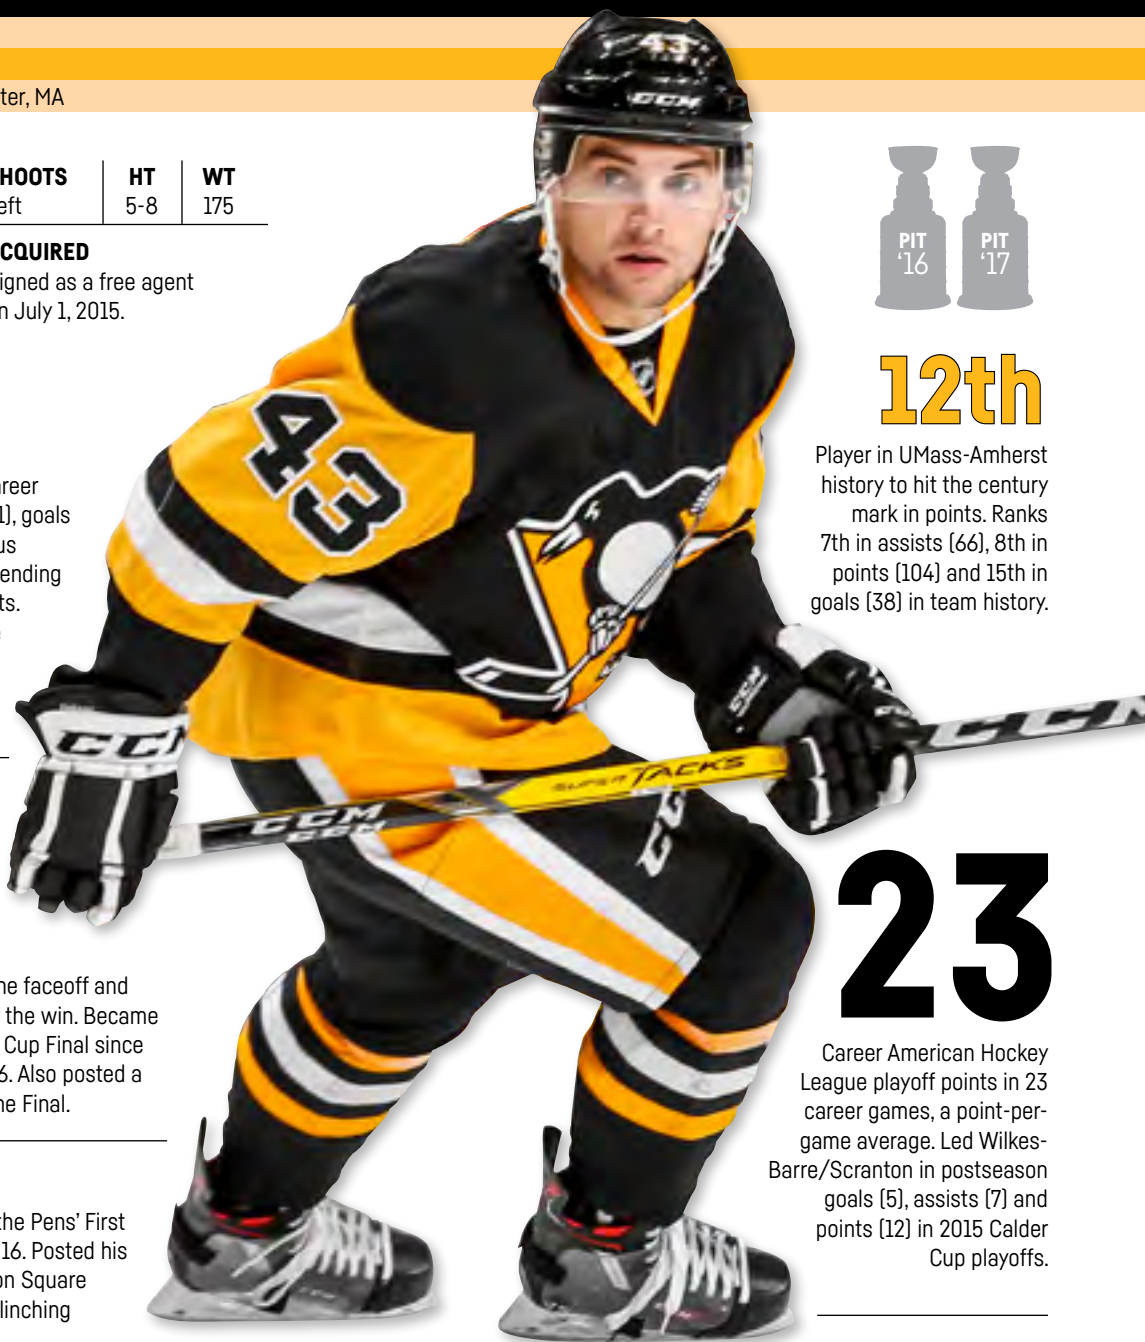 ter, MA
HOOTS HT WT
eft 5-8 175
CQUIRED
igned as a free agent
n July 1, 2015.
43
CCM
PIT PIT
'16 '17
12th
Player in UMass-Amherst
history to hit the century
mark in points. Ranks
7th in assists (66), 8th in
points (104) and 15th in
goals (38) in team history.
43
areer
1), goals
us
ending
ts.
CCM
CCM
CCM
CCM
SUPER TACKS
CCM
CCM
23
Career American Hockey
League playoff points in 23
career games, a point-per-
game average. Led Wilkes-
Barre/Scranton in postseason
goals (5), assists (7) and
points (12) in 2015 Calder
Cup playoffs.
ne faceoff and
the win. Became
Cup Final since
6. Also posted a
he Final.
the Pens' First
16. Posted his
on Square
linching